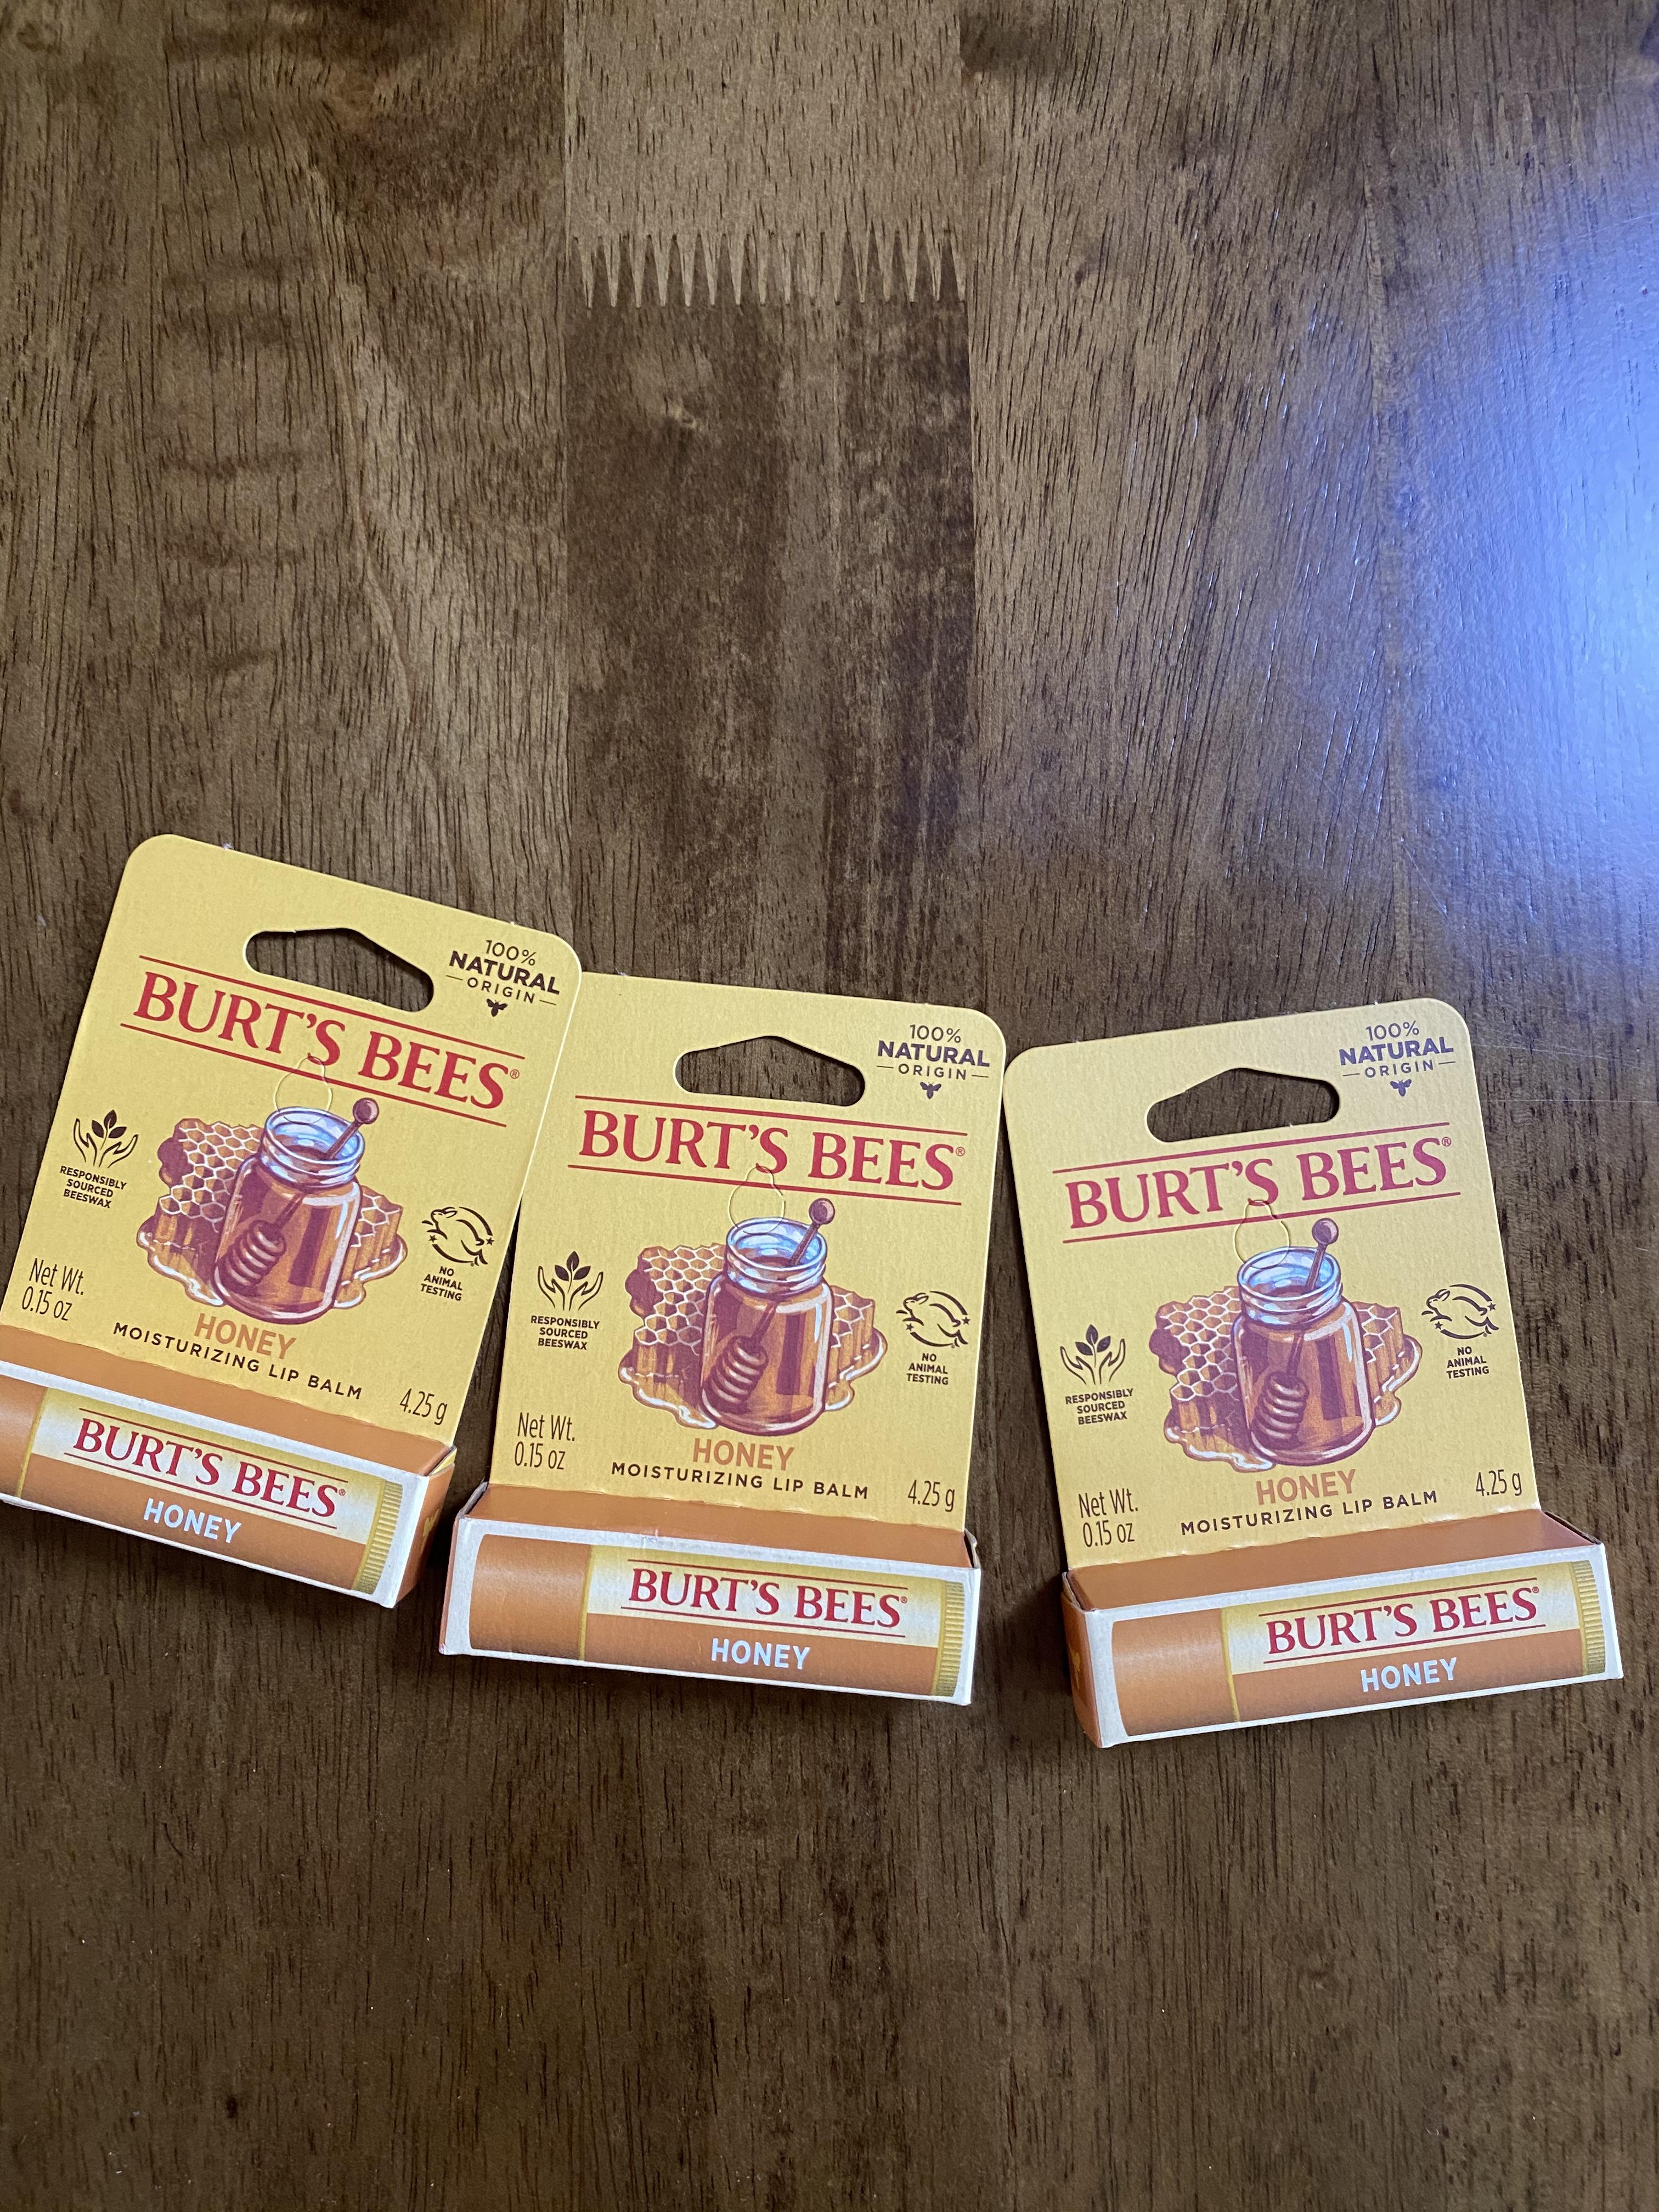 100%
NATURAL
ORIGIN
BURT'S BEES®
RESPONSIBLY
SOURCED
BEESWAX
NO
ANIMAL
TESTING
Net Wt.
0.15 oz
HONEY
MOISTURIZING LIP BALM
4.25 g
BURT'S BEES®
HONEY
100%
NATURAL
ORIGIN
BURT'S BEES®
RESPONSIBLY
SOURCED
BEESWAX
NO
ANIMAL
TESTING
Net Wt.
0.15 oz
HONEY
MOISTURIZING LIP BALM
4.25 g
BURT'S BEES®
HONEY
100%
NATURAL
ORIGIN
BURT'S BEES®
RESPONSIBLY
SOURCED
BEESWAX
NO
ANIMAL
TESTING
Net Wt.
0.15 oz
HONEY
MOISTURIZING LIP BALM
4.25 g
BURT'S BEES®
HONEY